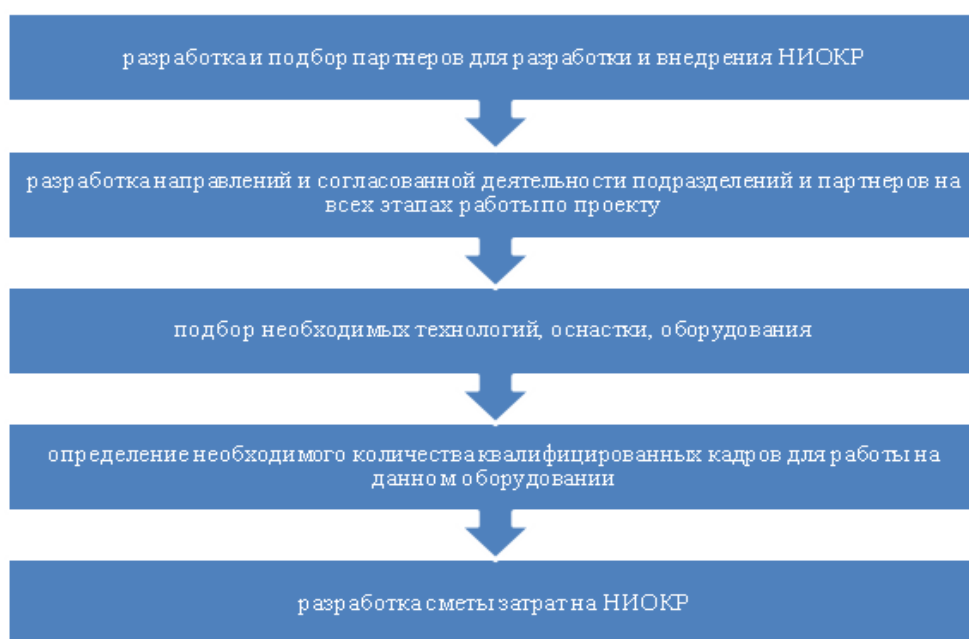 разработка и подбор партнеров для разработки и внедрения НИОКР
разработка направлений и согласованной деятельности подразделений и партнеров на
всех этапах работы по проекту
подбор необходимых технологий, оснастки, оборудования
определение необходимого количества квалифицированных кадров для работы на
данном оборудовании
разработка сметы затрат на НИОКР